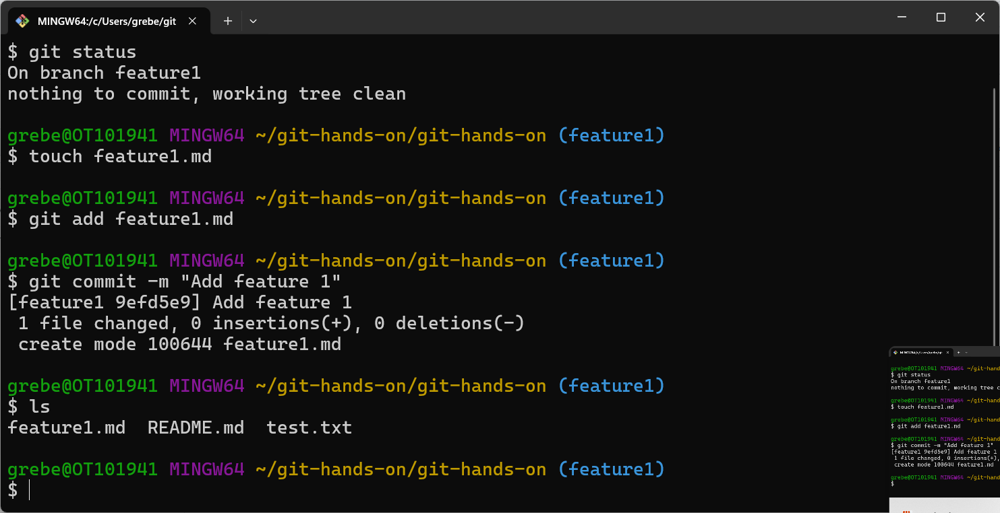 MINGW64:/c/Users/grebe/git
$ git status
On branch feature1
nothing to commit, working tree clean
grebe@OT101941 MINGW64 ~/git-hands-on/git-hands-on (feature1)
$ touch feature1.md
grebe@OT101941 MINGW64 ~/git-hands-on/git-hands-on (feature1)
$ git add feature1.md
grebe@OT101941 MINGW64 ~/git-hands-on/git-hands-on (feature1)
$ git commit -m "Add feature 1"
[feature1 9efd5e9] Add feature 1
 1 file changed, 0 insertions(+), 0 deletions(-)
 create mode 100644 feature1.md
grebe@OT101941 MINGW64 ~/git-hands-on/git-hands-on (feature1)
$ ls
feature1.md  README.md  test.txt
grebe@OT101941 MINGW64 ~/git-hands-on/git-hands-on (feature1)
$
MINGW64:/c/Users/grebe/git
grebe@OT101941 MINGW64 ~/git-hand
$ git status
On branch feature1
nothing to commit, working tree c
grebe@OT101941 MINGW64 ~/git-hand
$ touch feature1.md
grebe@OT101941 MINGW64 ~/git-hand
$ git add feature1.md
grebe@OT101941 MINGW64 ~/git-hand
$ git commit -m "Add feature 1"
[feature1 9efd5e9] Add feature 1
 1 file changed, 0 insertions(+),
 create mode 100644 feature1.md
grebe@OT101941 MINGW64 ~/git-hand
$